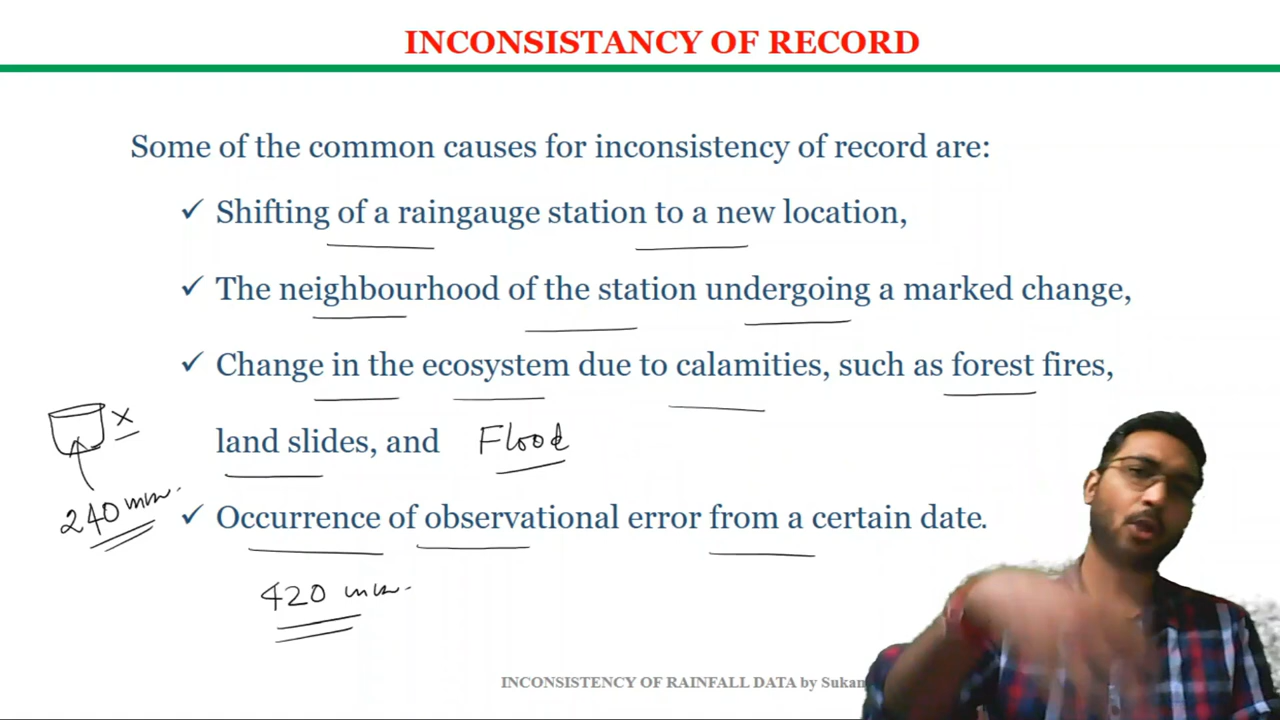 INCONSISTANCY OF RECORD
Some of the common causes for inconsistency of record are:
✓ Shifting of a raingauge station to a new location,
✓ The neighbourhood of the station undergoing a marked change,
✓ Change in the ecosystem due to calamities, such as forest fires,
land slides, and Flood
x
240 mm.
✓ Occurrence of observational error from a certain date.
420 mm.
INCONSISTENCY OF RAINFALL DATA by Sukan